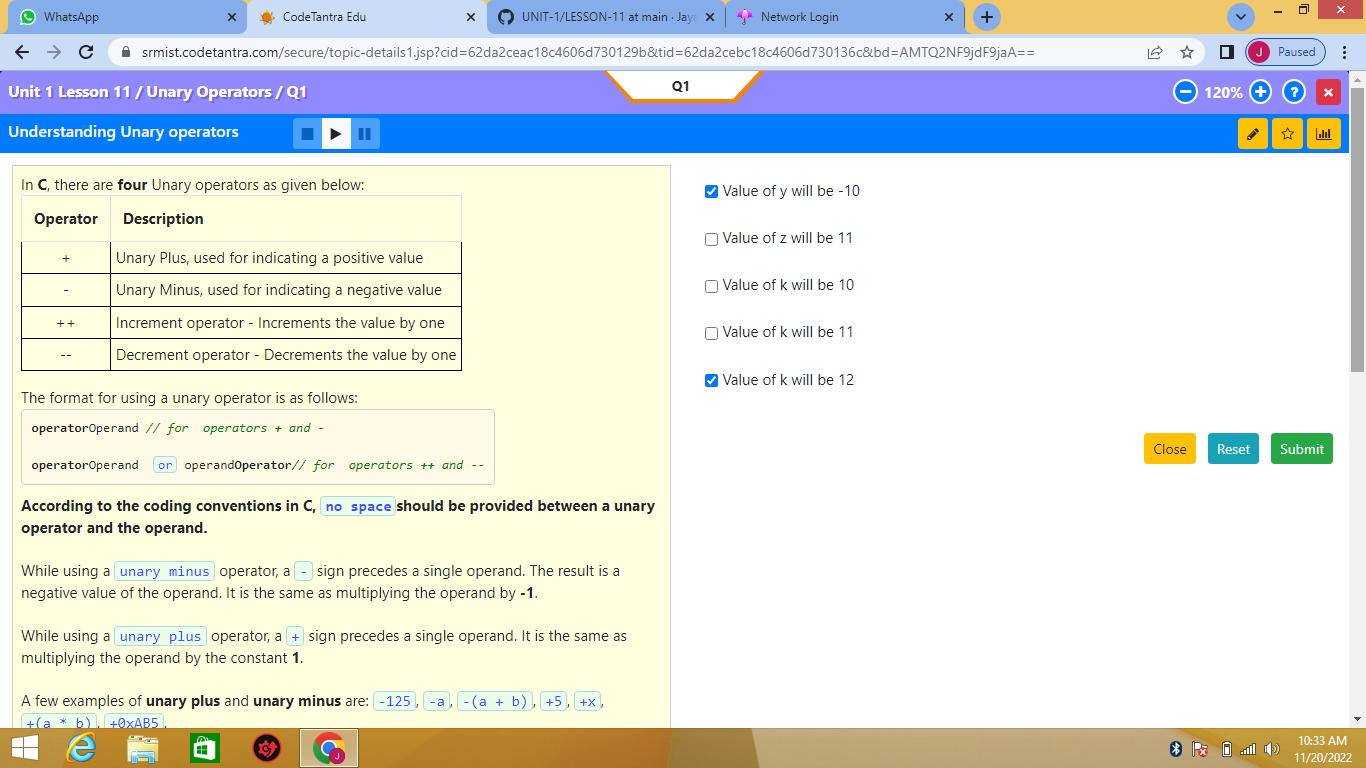 WhatsApp
CodeTantra Edu
UNIT-1/LESSON-11 at main · Jaya
Network Login
srmist.codetantra.com/secure/topic-details1.jsp?cid=62da2ceac18c4606d730129b&tid=62da2cebc18c4606d730136c&bd=AMTQ2NF9jdF9jaA==
J Paused
Unit 1 Lesson 11 / Unary Operators / Q1
Q1
120%
?
Understanding Unary operators
In C, there are four Unary operators as given below:
Operator Description
+ Unary Plus, used for indicating a positive value
- Unary Minus, used for indicating a negative value
++ Increment operator - Increments the value by one
-- Decrement operator - Decrements the value by one
The format for using a unary operator is as follows:
operatorOperand // for  operators + and -
operatorOperand  or operandOperator// for  operators ++ and --
According to the coding conventions in C, no space should be provided between a unary
operator and the operand.
While using a unary minus operator, a - sign precedes a single operand. The result is a
negative value of the operand. It is the same as multiplying the operand by -1.
While using a unary plus operator, a + sign precedes a single operand. It is the same as
multiplying the operand by the constant 1.
A few examples of unary plus and unary minus are: -125, -a, -(a + b), +5, +x,
+(a * b), +0xAB5.
Value of y will be -10
Value of z will be 11
Value of k will be 10
Value of k will be 11
Value of k will be 12
Close Reset Submit
J
10:33 AM
11/20/2022